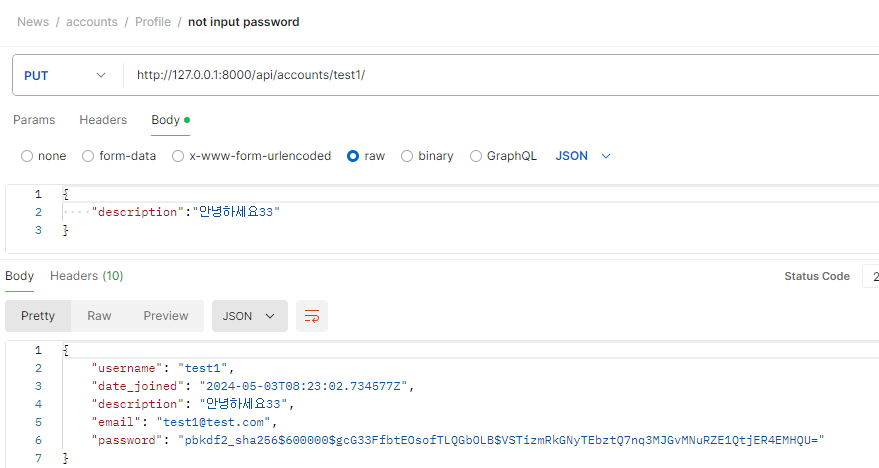 News / accounts / Profile / not input password
PUT http://127.0.0.1:8000/api/accounts/test1/
Params Headers Body
none form-data x-www-form-urlencoded raw binary GraphQL JSON
1 {
2 "description":"안녕하세요33"
3 }
Body Headers (10) Status Code 2
Pretty Raw Preview JSON
1 {
2 "username": "test1",
3 "date_joined": "2024-05-03T08:23:02.734577Z",
4 "description": "안녕하세요33",
5 "email": "test1@test.com",
6 "password": "pbkdf2_sha256$600000$gcG33FfbtEOsofTLQGbOLB$VSTizmRkGNyTEbztQ7nq3MJGvMNuRZE1QtjER4EMHQU="
7 }